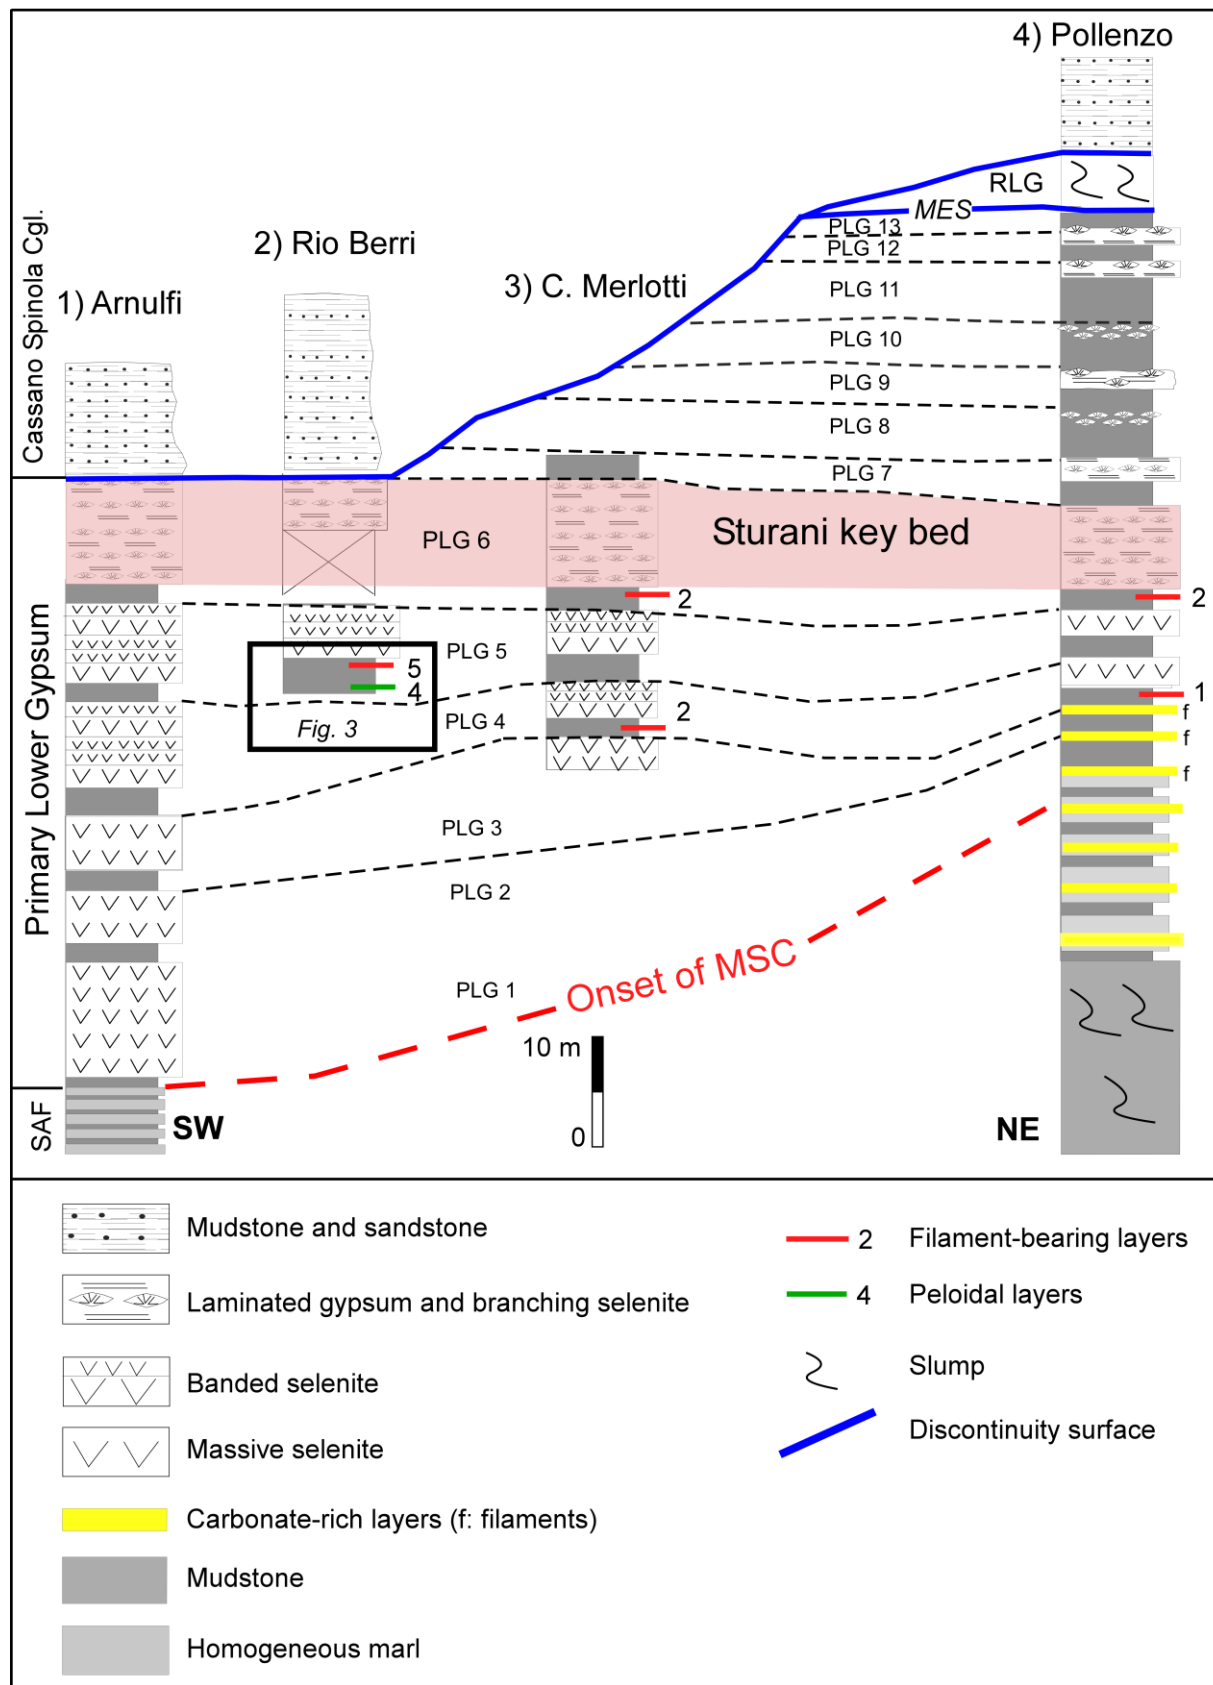 4) Pollenzo
RLG
MES
PLG 13
PLG 12
2) Rio Berri
3) C. Merlotti
1) Arnulfi
PLG 11
PLG 10
PLG 9
PLG 8
PLG 7
Cassano Spinola Cgl.
PLG 6
Sturani key bed
2
2
PLG 5
5
4
1
f
Fig. 3
PLG 4
2
f
f
Primary Lower Gypsum
PLG 3
PLG 2
PLG 1
Onset of MSC
10 m
0
SAF
SW
NE
Mudstone and sandstone
Laminated gypsum and branching selenite
Banded selenite
Massive selenite
Carbonate-rich layers (f: filaments)
Mudstone
Homogeneous marl
2 Filament-bearing layers
4 Peloidal layers
Slump
Discontinuity surface